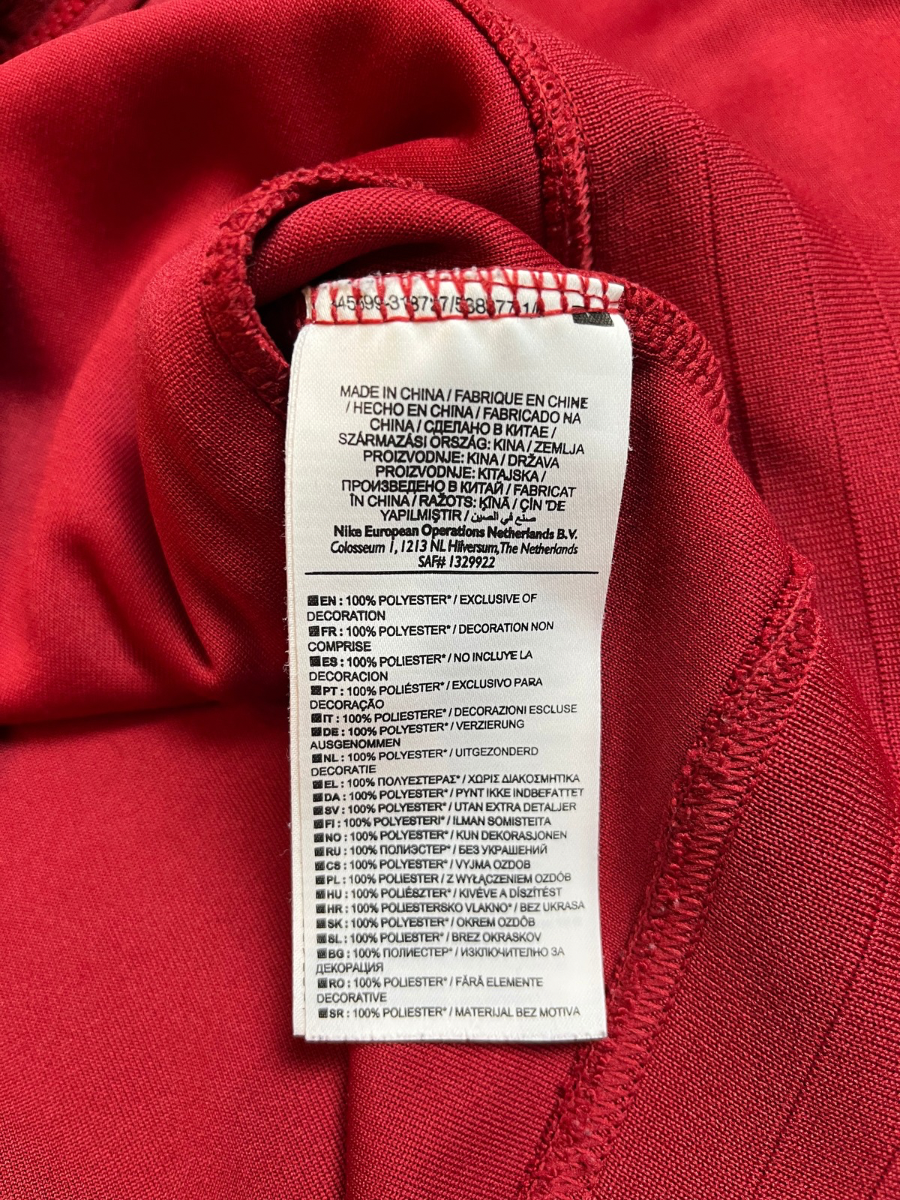 MADE IN CHINA / FABRIQUE EN CHINE
/ HECHO EN CHINA / FABRICADO NA
CHINA / СДЕЛАНО В КИТАЕ /
SZÁRMAZÁSI ORSZÁG: KINA / ZEMLJA
PROIZVODNJE: KINA / DRŽAVA
PROIZVODNJE: KITAJSKA /
ПРОИЗВЕДЕНО В КИТАЙ / FABRICAT
ÎN CHINA / RAŽOTS: ĶĪNĀ / ÇİN 'DE
YAPILMIŞTIR / صنع في الصين
Nike European Operations Netherlands B.V.
Colosseum 1, 1213 NL Hilversum, The Netherlands
SAF# 1329922
EN : 100% POLYESTER* / EXCLUSIVE OF
DECORATION
FR : 100% POLYESTER* / DECORATION NON
COMPRISE
ES : 100% POLIESTER* / NO INCLUYE LA
DECORACION
PT : 100% POLIÉSTER* / EXCLUSIVO PARA
DECORAÇÃO
IT : 100% POLIESTERE* / DECORAZIONI ESCLUSE
DE : 100% POLYESTER* / VERZIERUNG
AUSGENOMMEN
NL : 100% POLYESTER* / UITGEZONDERD
DECORATIE
EL : 100% ΠΟΛΥΕΣΤΕΡΑΣ* / ΧΩΡΙΣ ΔΙΑΚΟΣΜΗΤΙΚΑ
DA : 100% POLYESTER* / PYNT IKKE INDBEFATTET
SV : 100% POLYESTER* / UTAN EXTRA DETALJER
FI : 100% POLYESTERI* / ILMAN SOMISTEITA
NO : 100% POLYESTER* / KUN DEKORASJONEN
RU : 100% ПОЛИЭСТЕР* / БЕЗ УКРАШЕНИЙ
CS : 100% POLYESTER* / VYJMA OZDOB
PL : 100% POLIESTER / Z WYŁĄCZENIEM OZDÓB
HU : 100% POLIÉSZTER* / KIVÉVE A DÍSZÍTÉST
HR : 100% POLIESTERSKO VLAKNO* / BEZ UKRASA
SK : 100% POLYESTER* / OKREM OZDÔB
SL : 100% POLIESTER* / BREZ OKRASKOV
BG : 100% ПОЛИЕСТЕР* / ИЗКЛЮЧИТЕЛНО ЗА
ДЕКОРАЦИЯ
RO : 100% POLIESTER* / FĂRĂ ELEMENTE
DECORATIVE
SR : 100% POLIESTER* / MATERIJAL BEZ MOTIVA